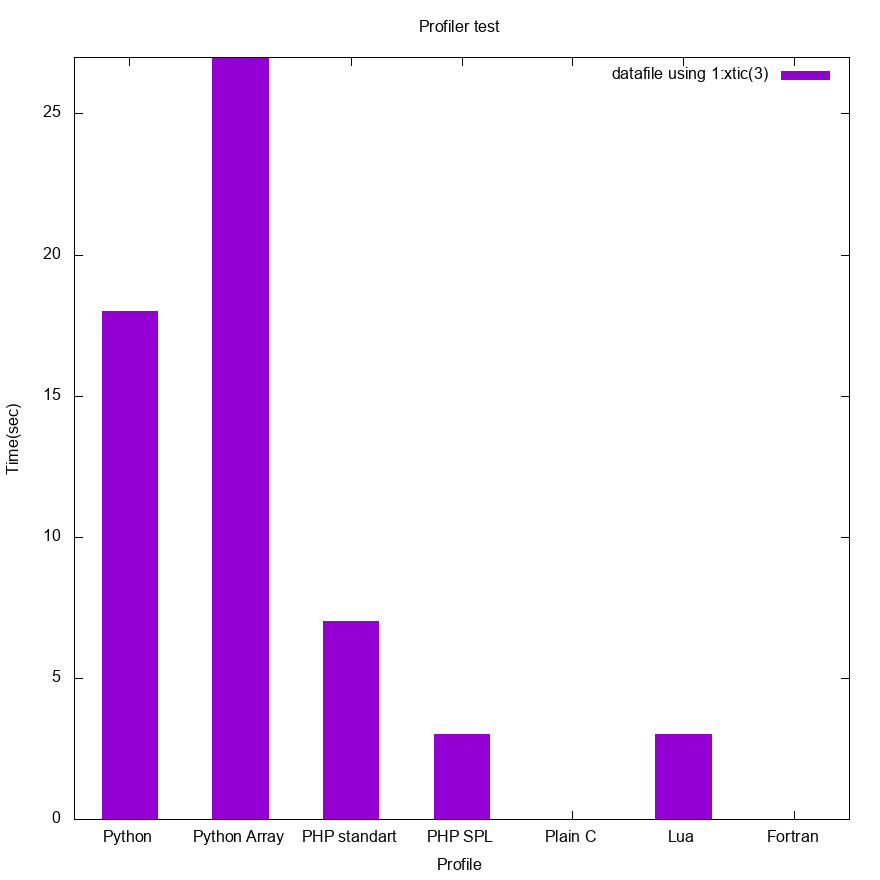 Profiler test
datafile using 1:xtic(3)
25
20
15
10
5
0
Time(sec)
Python Python Array PHP standart PHP SPL Plain C Lua Fortran
Profile